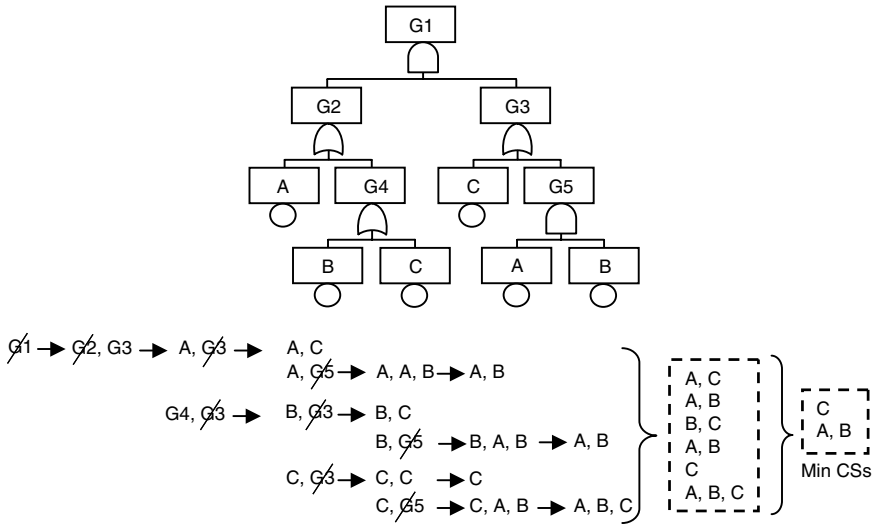 G1
G2 G3
A G4 C G5
B C A B
G1 → G2, G3 → A, G3 → A, C
A, G5 → A, A, B → A, B
G4, G3 → B, G3 → B, C
B, G5 → B, A, B → A, B
C, G3 → C, C → C
C, G5 → C, A, B → A, B, C
A, C
A, B
B, C
A, B
C
A, B, C
C
A, B
Min CSs